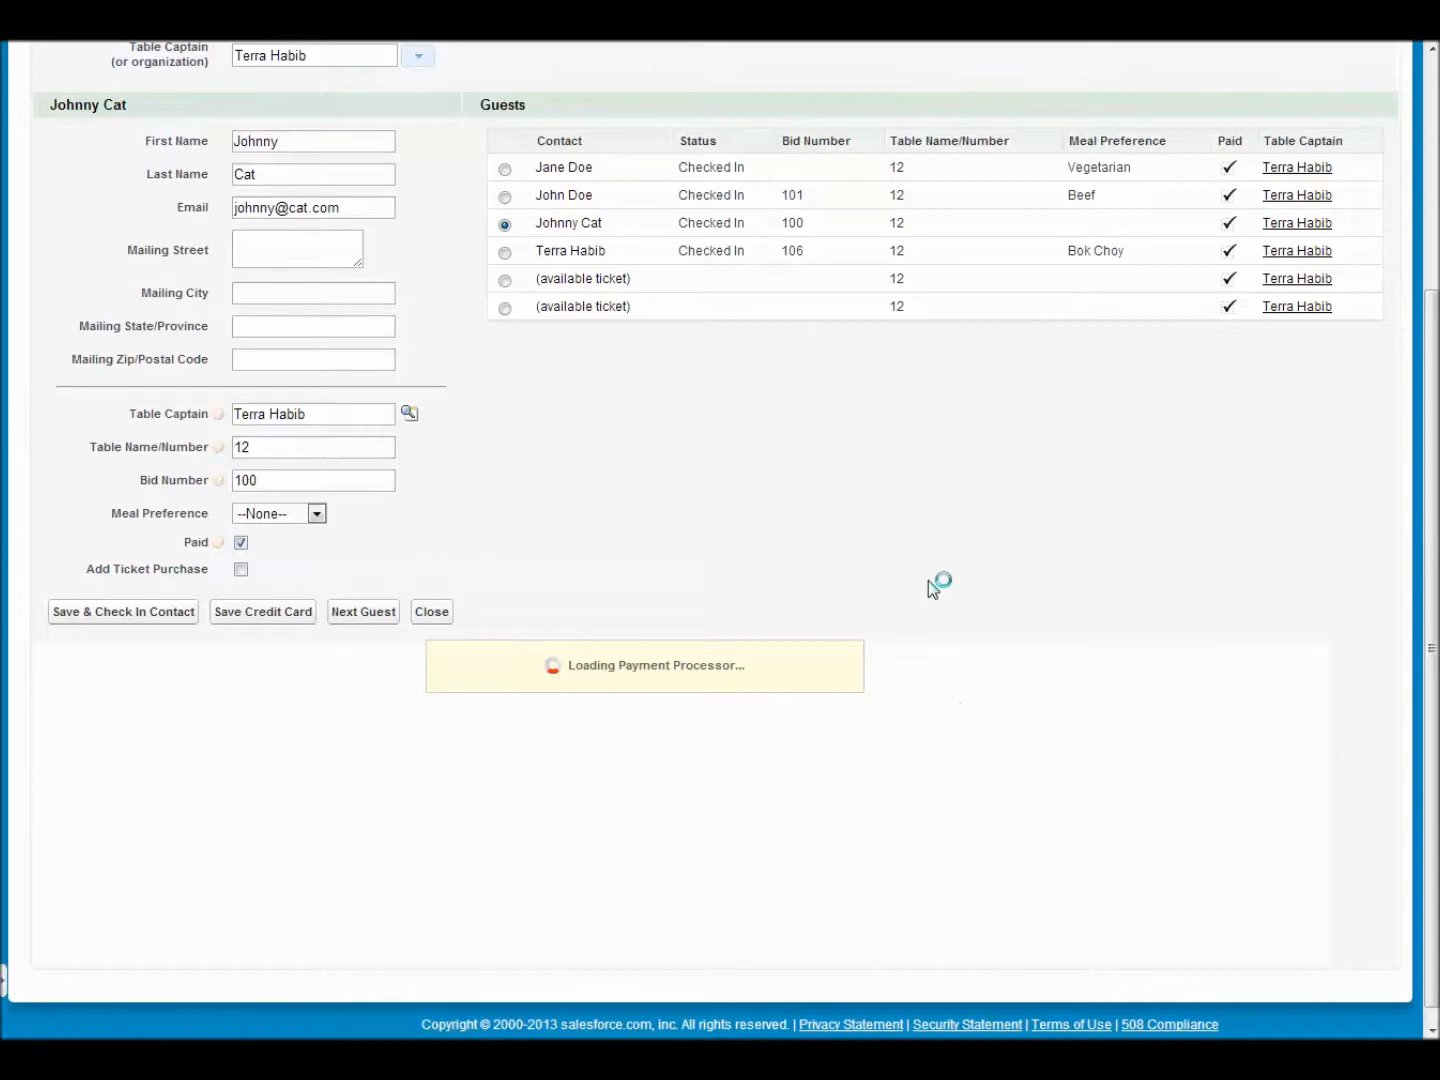 Table Captain
(or organization)
Terra Habib
Johnny Cat
Guests
First Name
Johnny
Last Name
Cat
Email
johnny@cat.com
Mailing Street
Mailing City
Mailing State/Province
Mailing Zip/Postal Code
Contact Status Bid Number Table Name/Number Meal Preference Paid Table Captain
Jane Doe Checked In 12 Vegetarian Terra Habib
John Doe Checked In 101 12 Beef Terra Habib
Johnny Cat Checked In 100 12 Terra Habib
Terra Habib Checked In 106 12 Bok Choy Terra Habib
(available ticket) 12 Terra Habib
(available ticket) 12 Terra Habib
Table Captain Terra Habib
Table Name/Number 12
Bid Number 100
Meal Preference --None--
Paid
Add Ticket Purchase
Save & Check In Contact Save Credit Card Next Guest Close
Loading Payment Processor...
Copyright © 2000-2013 salesforce.com, inc. All rights reserved. | Privacy Statement | Security Statement | Terms of Use | 508 Compliance